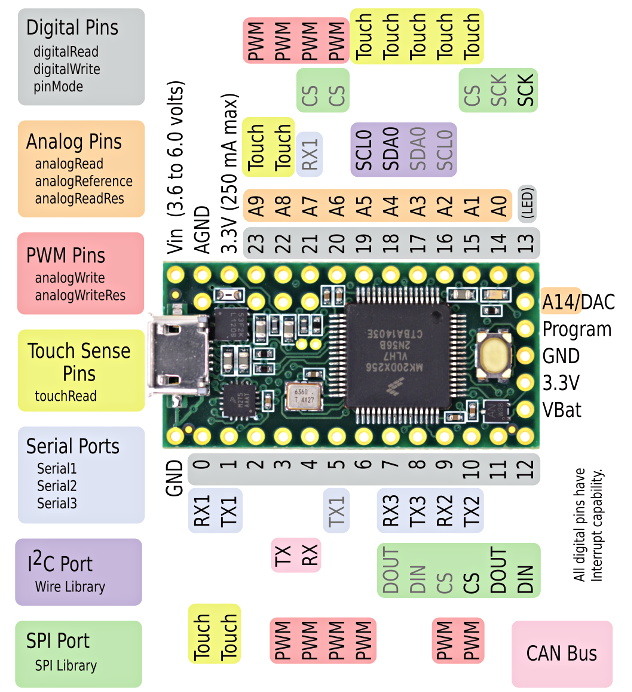 Digital Pins
digitalRead
digitalWrite
pinMode
Analog Pins
analogRead
analogReference
analogReadRes
PWM Pins
analogWrite
analogWriteRes
Touch Sense
Pins
touchRead
Serial Ports
Serial1
Serial2
Serial3
I2C Port
Wire Library
SPI Port
SPI Library
PWM PWM PWM PWM Touch Touch Touch Touch Touch
CS CS CS SCK SCK
Touch Touch RX1 SCL0 SDA0 SDA0 SCL0
Vin (3.6 to 6.0 volts)
AGND
3.3V (250 mA max)
A9 A8 A7 A6 A5 A4 A3 A2 A1 A0 (LED)
23 22 21 20 19 18 17 16 15 14 13
A14/DAC
Program
GND
3.3V
VBat
MK20DX256
VLH7
2N36B
CTBA1403E
GND 0 1 2 3 4 5 6 7 8 9 10 11 12
RX1 TX1 TX1 RX3 TX3 RX2 TX2
TX RX DOUT DIN CS CS DOUT DIN
Touch Touch PWM PWM PWM PWM PWM PWM
All digital pins have
Interrupt capability.
CAN Bus